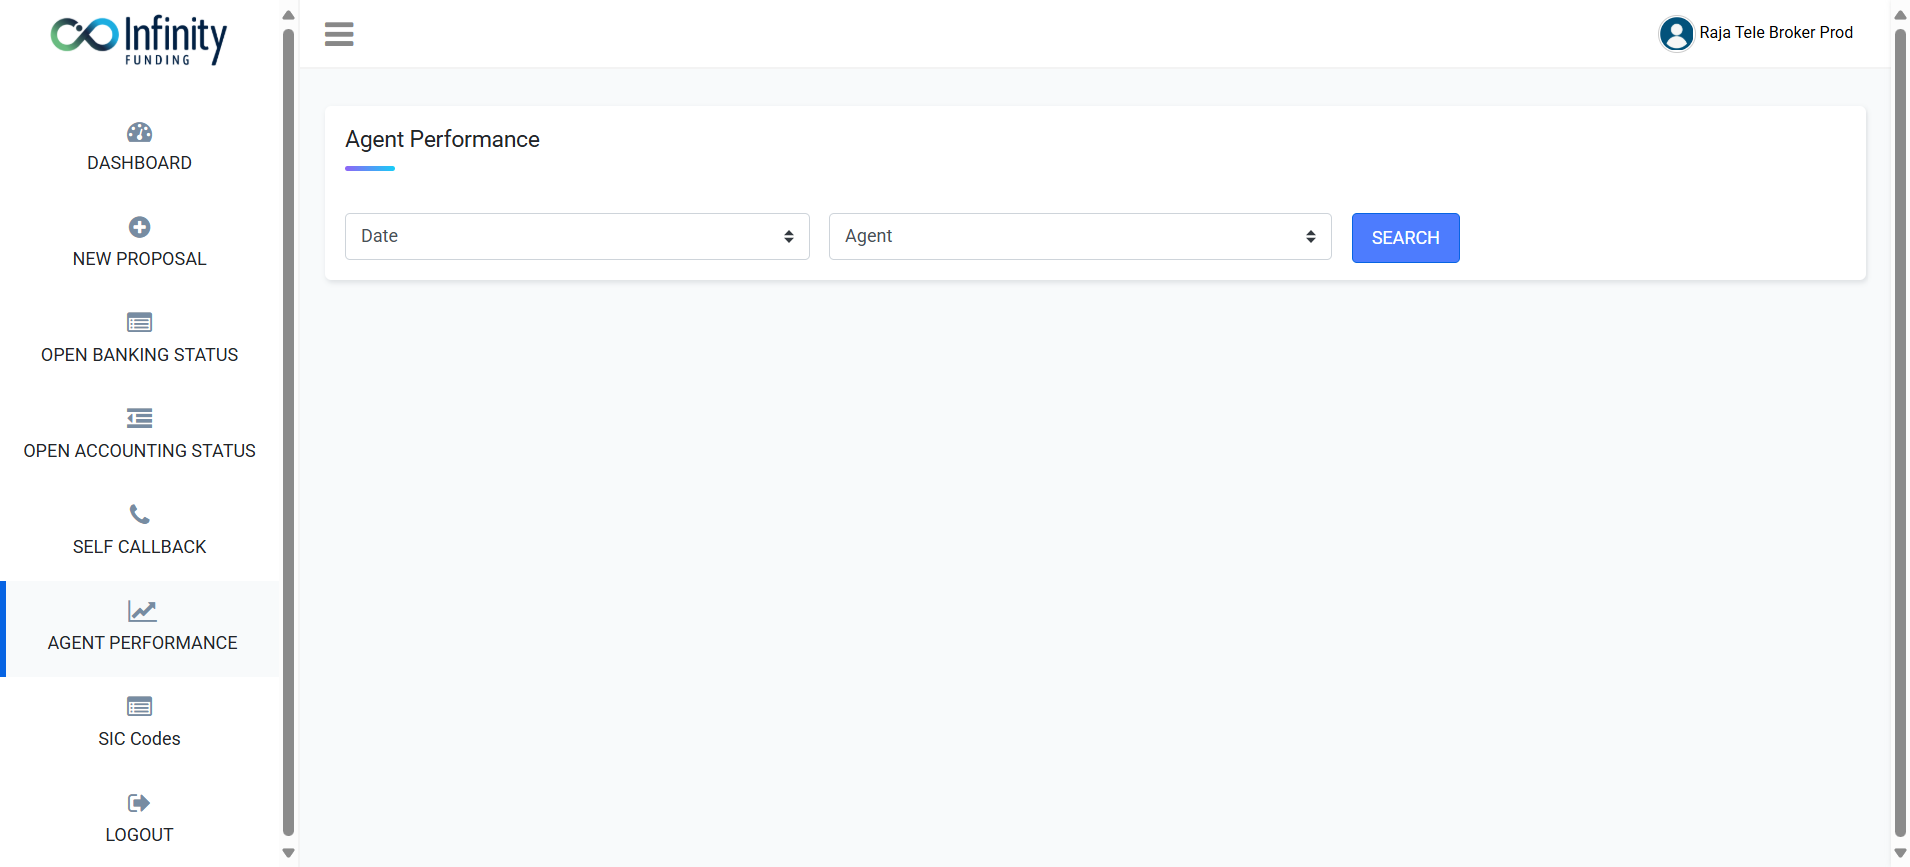 Infinity
FUNDING
Raja Tele Broker Prod
DASHBOARD
NEW PROPOSAL
OPEN BANKING STATUS
OPEN ACCOUNTING STATUS
SELF CALLBACK
AGENT PERFORMANCE
SIC Codes
LOGOUT
Agent Performance
Date
Agent
SEARCH